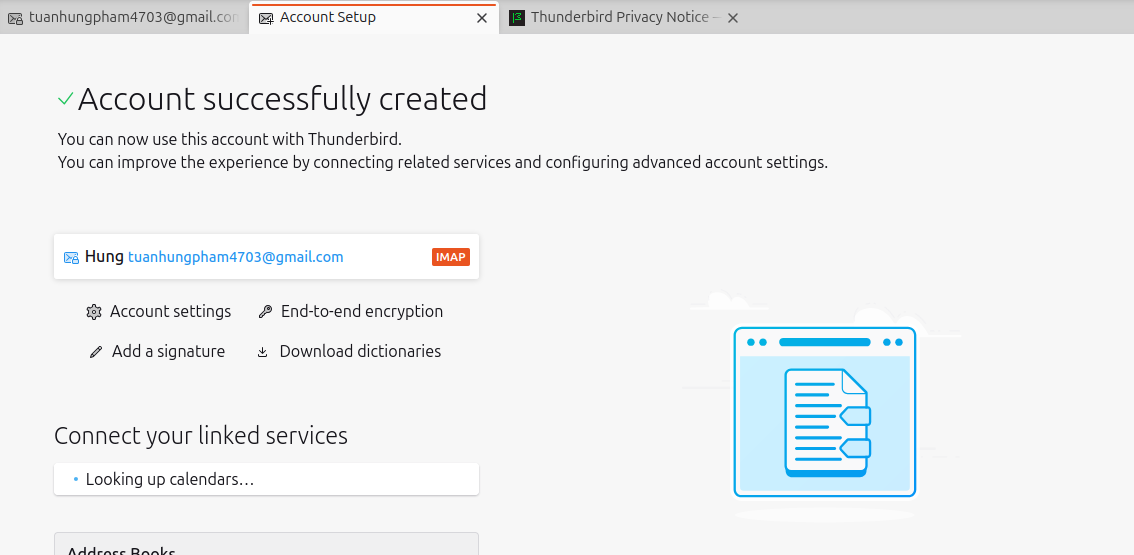 tuanhungpham4703@gmail.con
Account Setup
Thunderbird Privacy Notice –
Account successfully created
You can now use this account with Thunderbird.
You can improve the experience by connecting related services and configuring advanced account settings.
Hung tuanhungpham4703@gmail.com IMAP
Account settings
End-to-end encryption
Add a signature
Download dictionaries
Connect your linked services
Looking up calendars…
Address Books